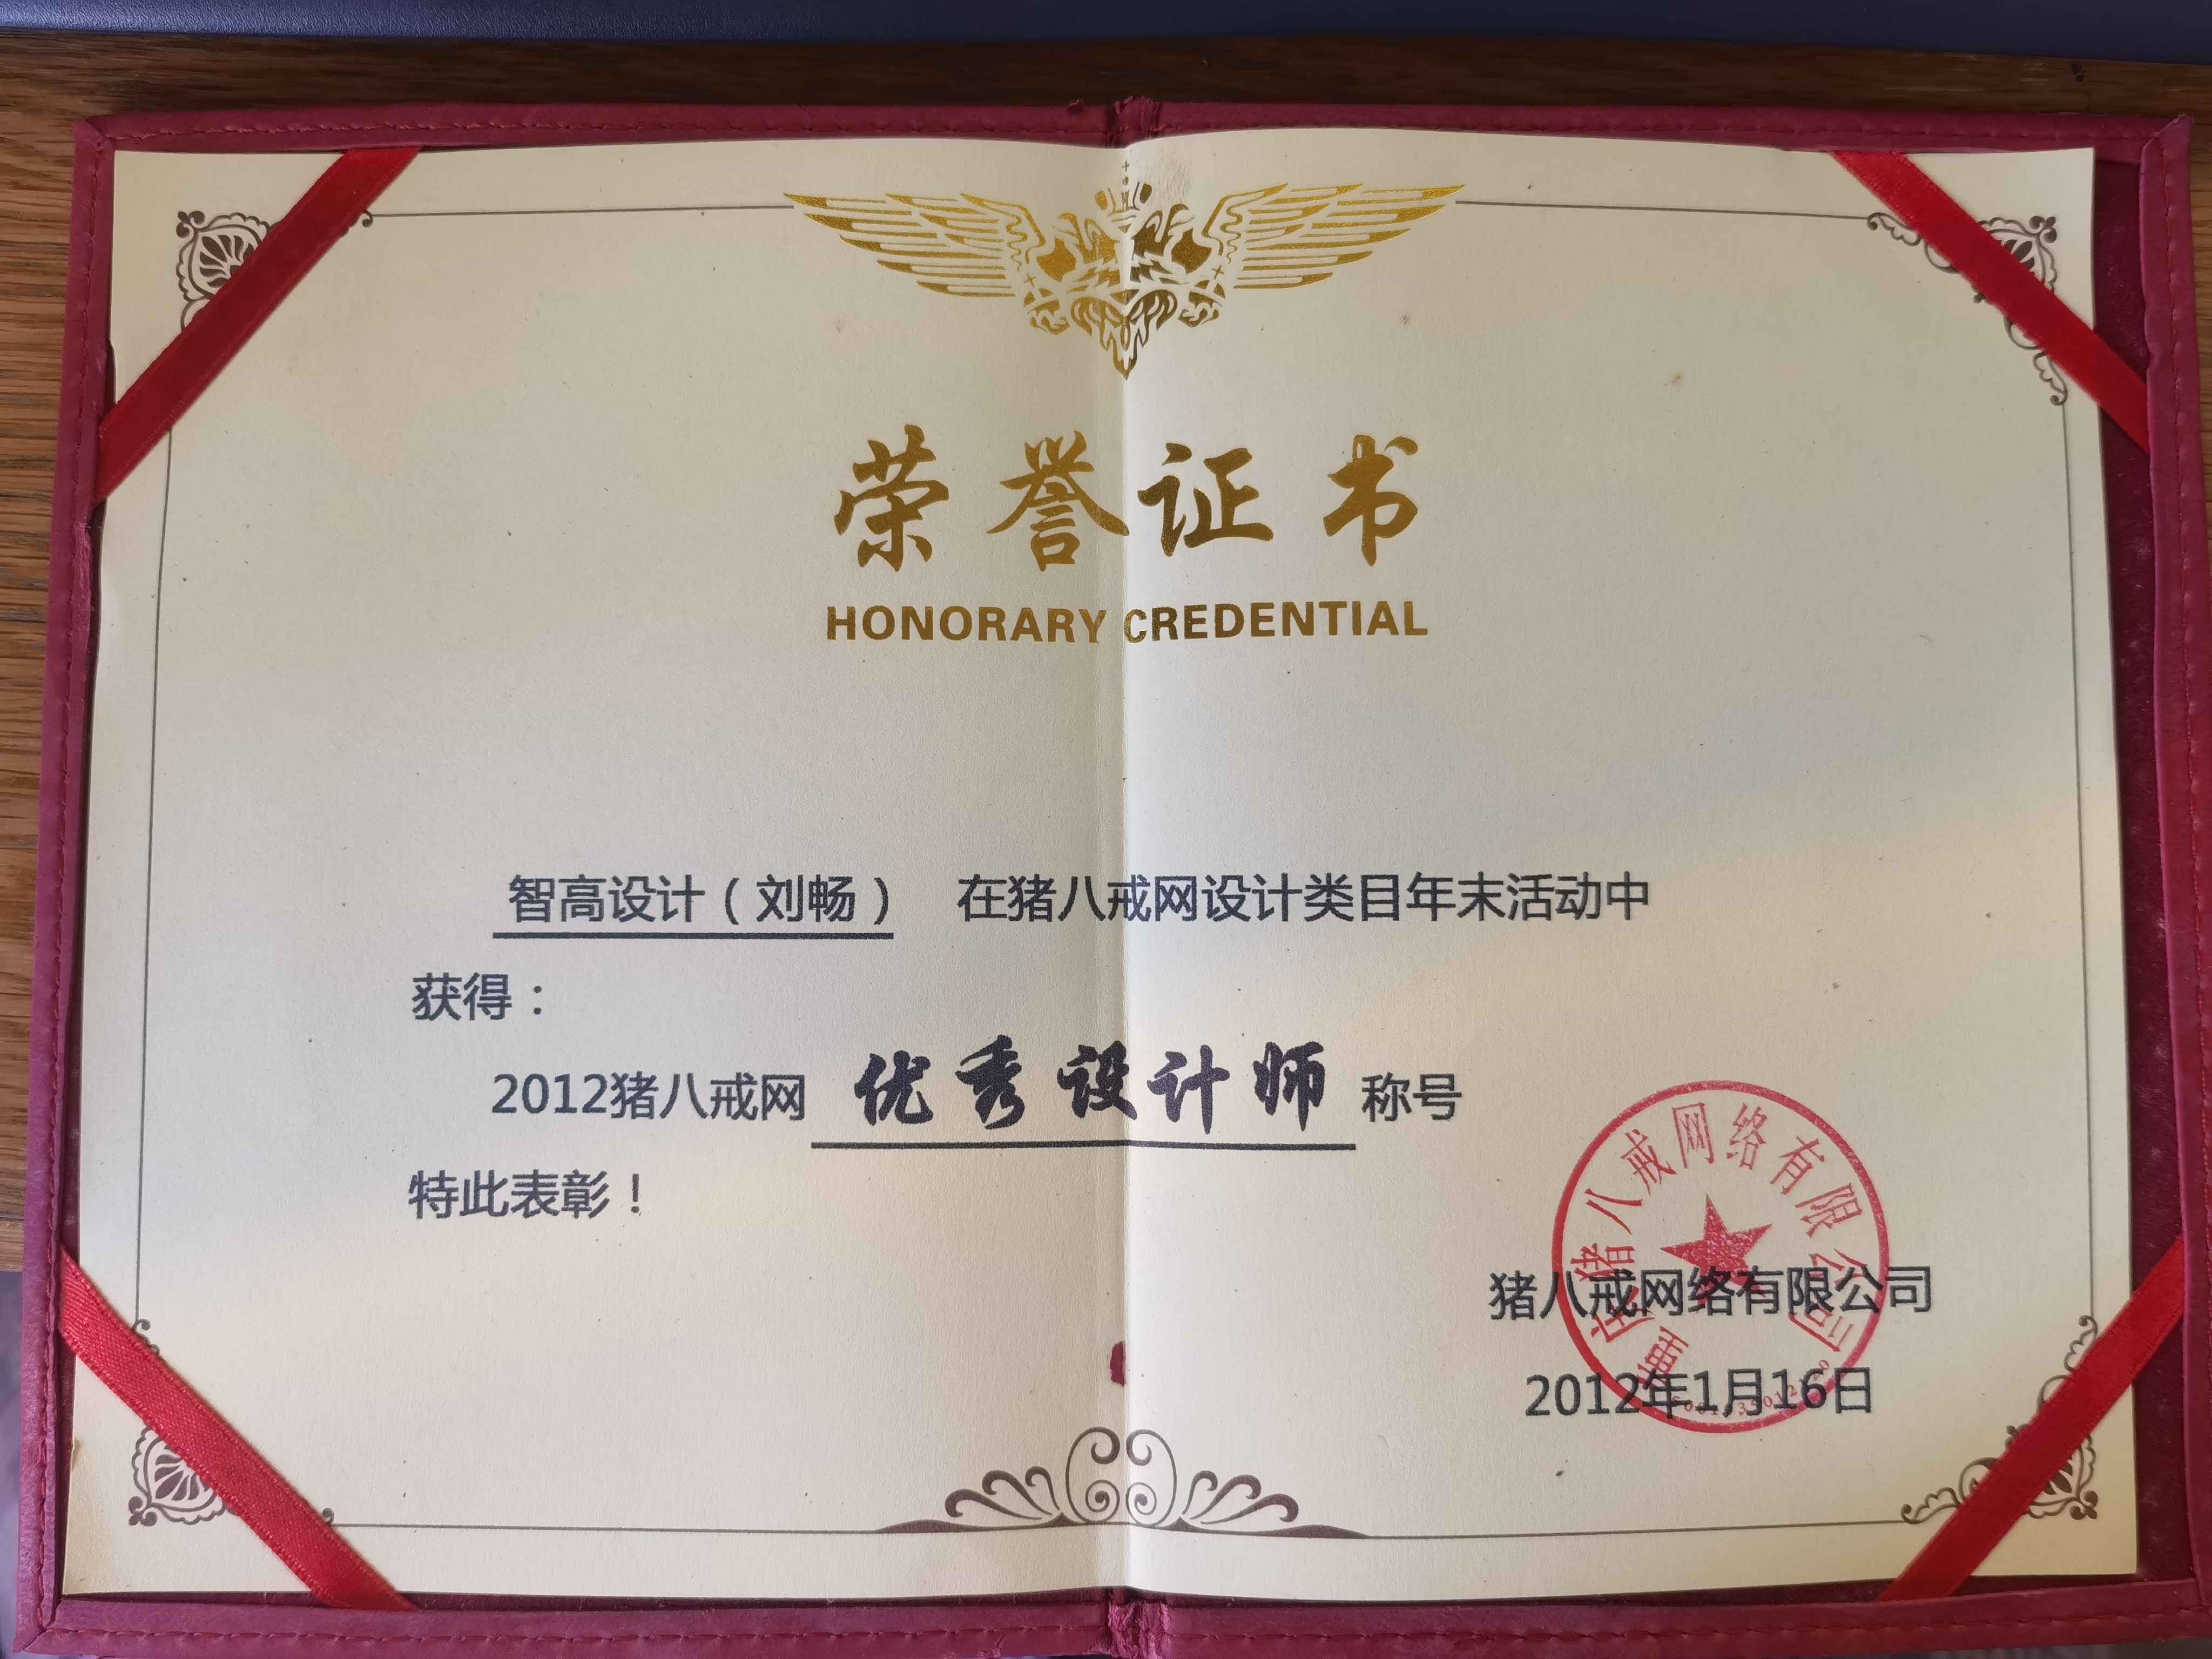 荣誉证书
HONORARY CREDENTIAL
智高设计（刘畅） 在猪八戒网设计类目年末活动中
获得：
2012猪八戒网 优秀设计师 称号
特此表彰！
猪八戒网络有限公司
2012年1月16日
重庆猪八戒网络有限公司